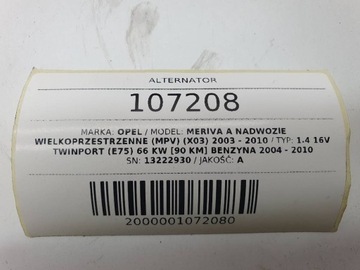 ALTERNATOR
107208
MARKA: OPEL / MODEL: MERIVA A NADWOZIE
WIELKOPRZESTRZENNE (MPV) (X03) 2003 - 2010 / TYP: 1.4 16V
TWINPORT (E75) 66 KW [90 KM] BENZYNA 2004 - 2010
SN: 13222930 / JAKOŚĆ: A
2000001072080